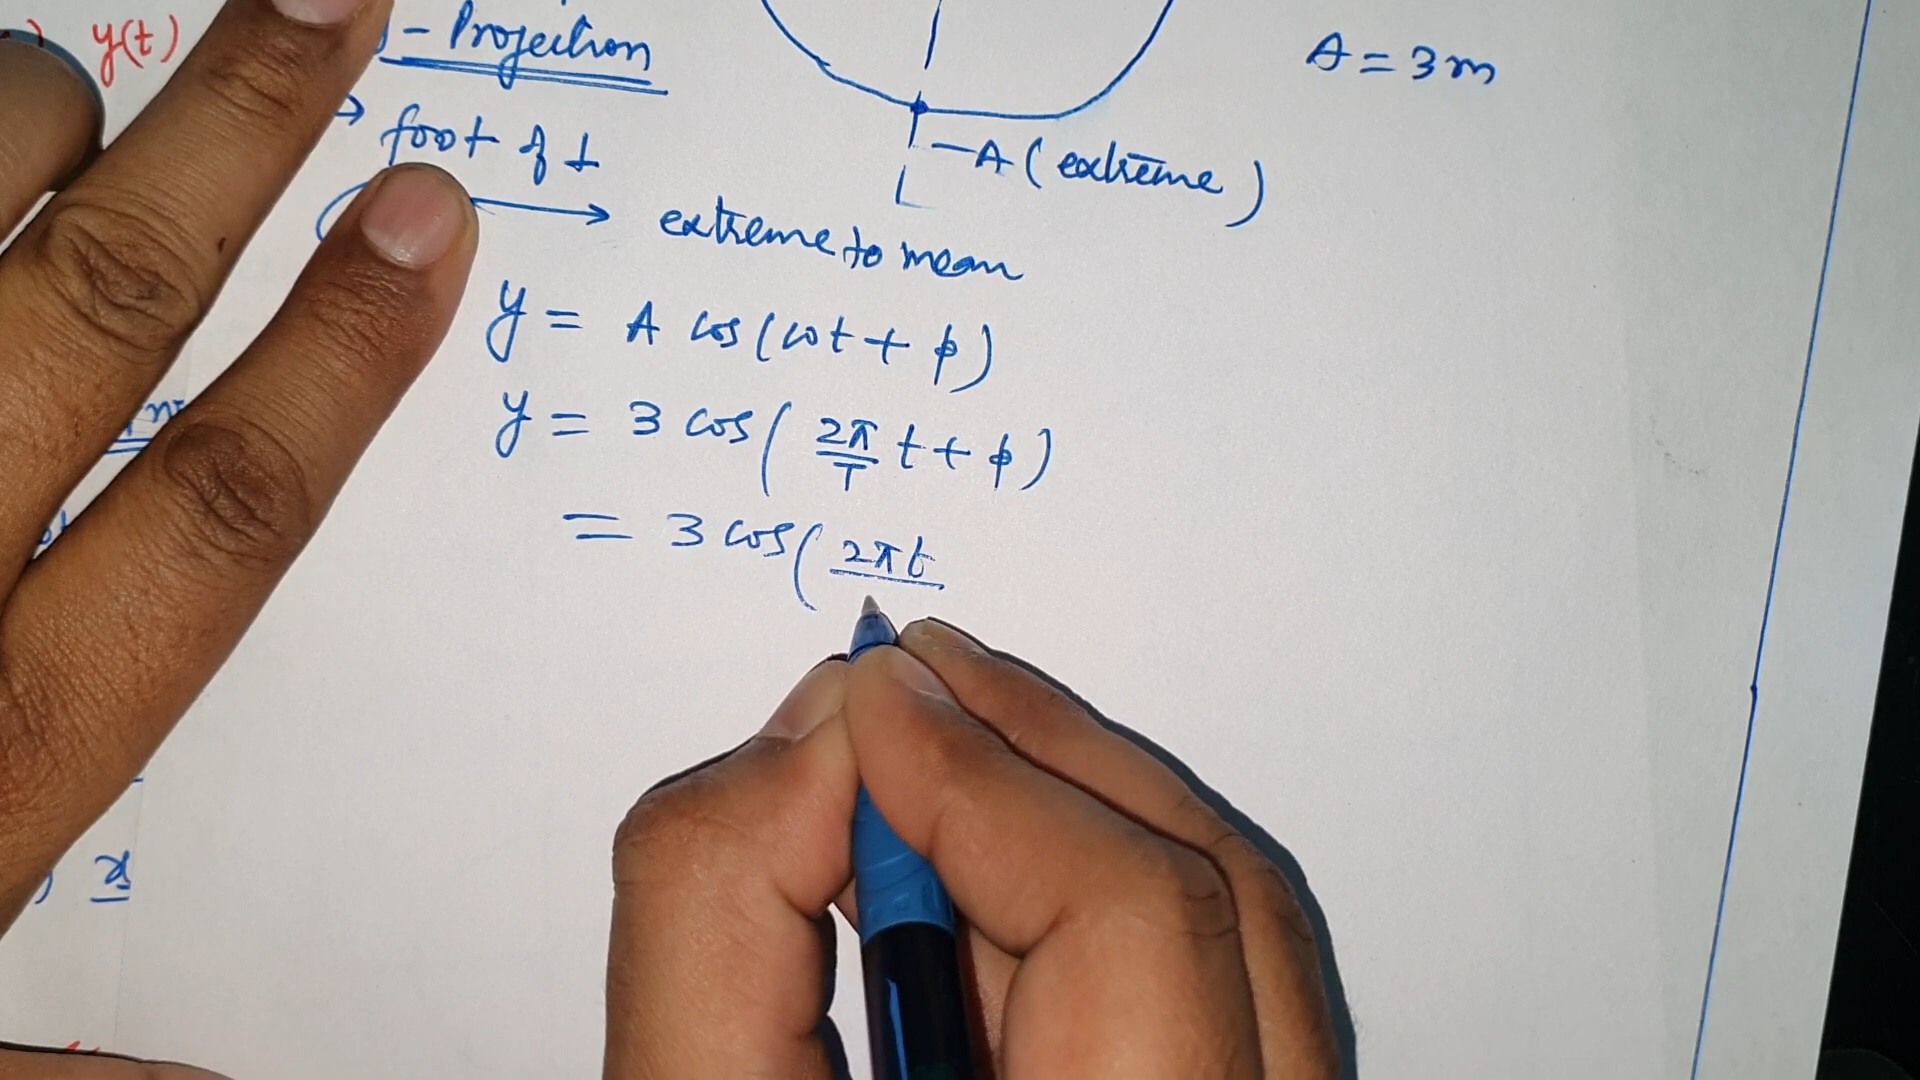 y(t)
- Projection
A = 3m
→ foot of ⊥
-A (extreme)
→ extreme to mean
y = A cos(ωt + φ)
y = 3 cos( 2π/T t + φ)
= 3 cos( 2πt